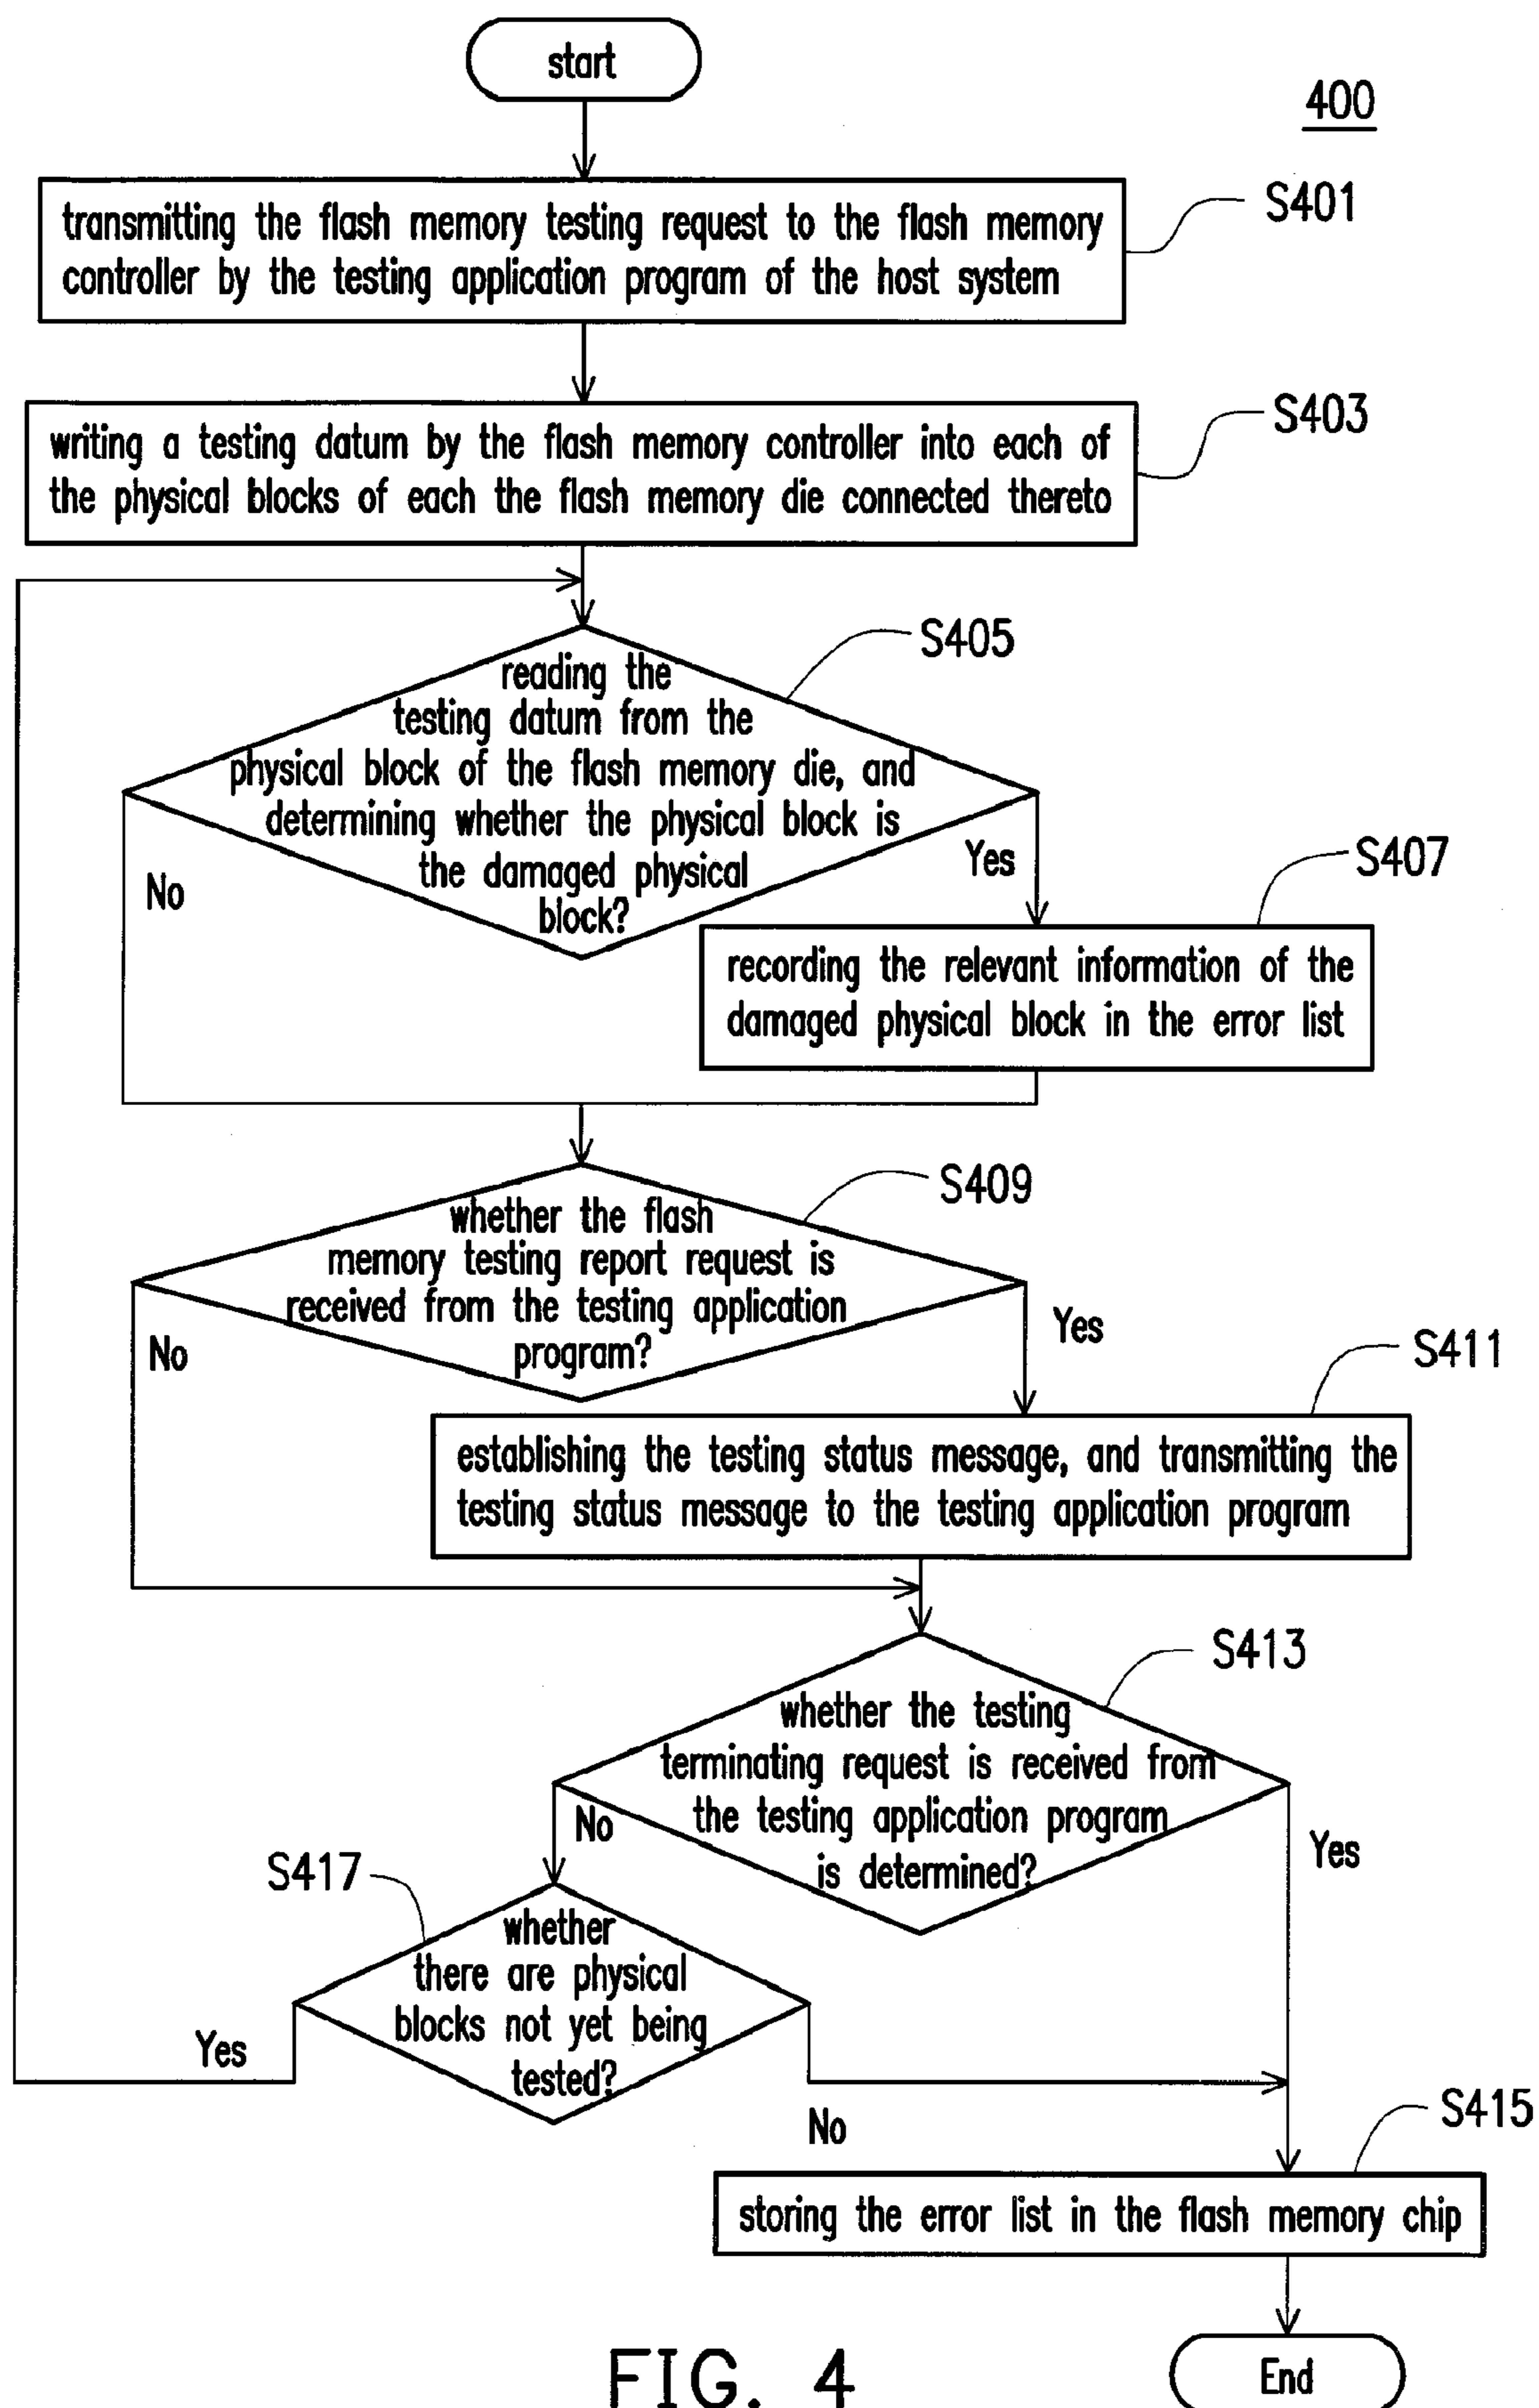 start
400
transmitting the flash memory testing request to the flash memory
controller by the testing application program of the host system
S401
writing a testing datum by the flash memory controller into each of
the physical blocks of each the flash memory die connected thereto
S403
reading the
testing datum from the
physical block of the flash memory die, and
determining whether the physical block is
the damaged physical
block?
S405
No
Yes
S407
recording the relevant information of the
damaged physical block in the error list
whether the flash
memory testing report request is
received from the testing application
program?
S409
No
Yes
S411
establishing the testing status message, and transmitting the
testing status message to the testing application program
S413
whether the testing
terminating request is received from
the testing application program
is determined?
No
Yes
S417
whether
there are physical
blocks not yet being
tested?
Yes
No
S415
storing the error list in the flash memory chip
End
FIG. 4